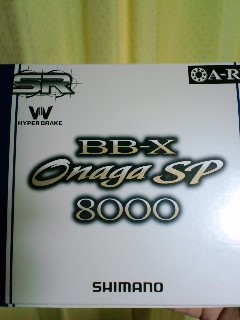 SR
A-R
HYPER BRAKE
BB-X
Onaga SP
8000
SHIMANO